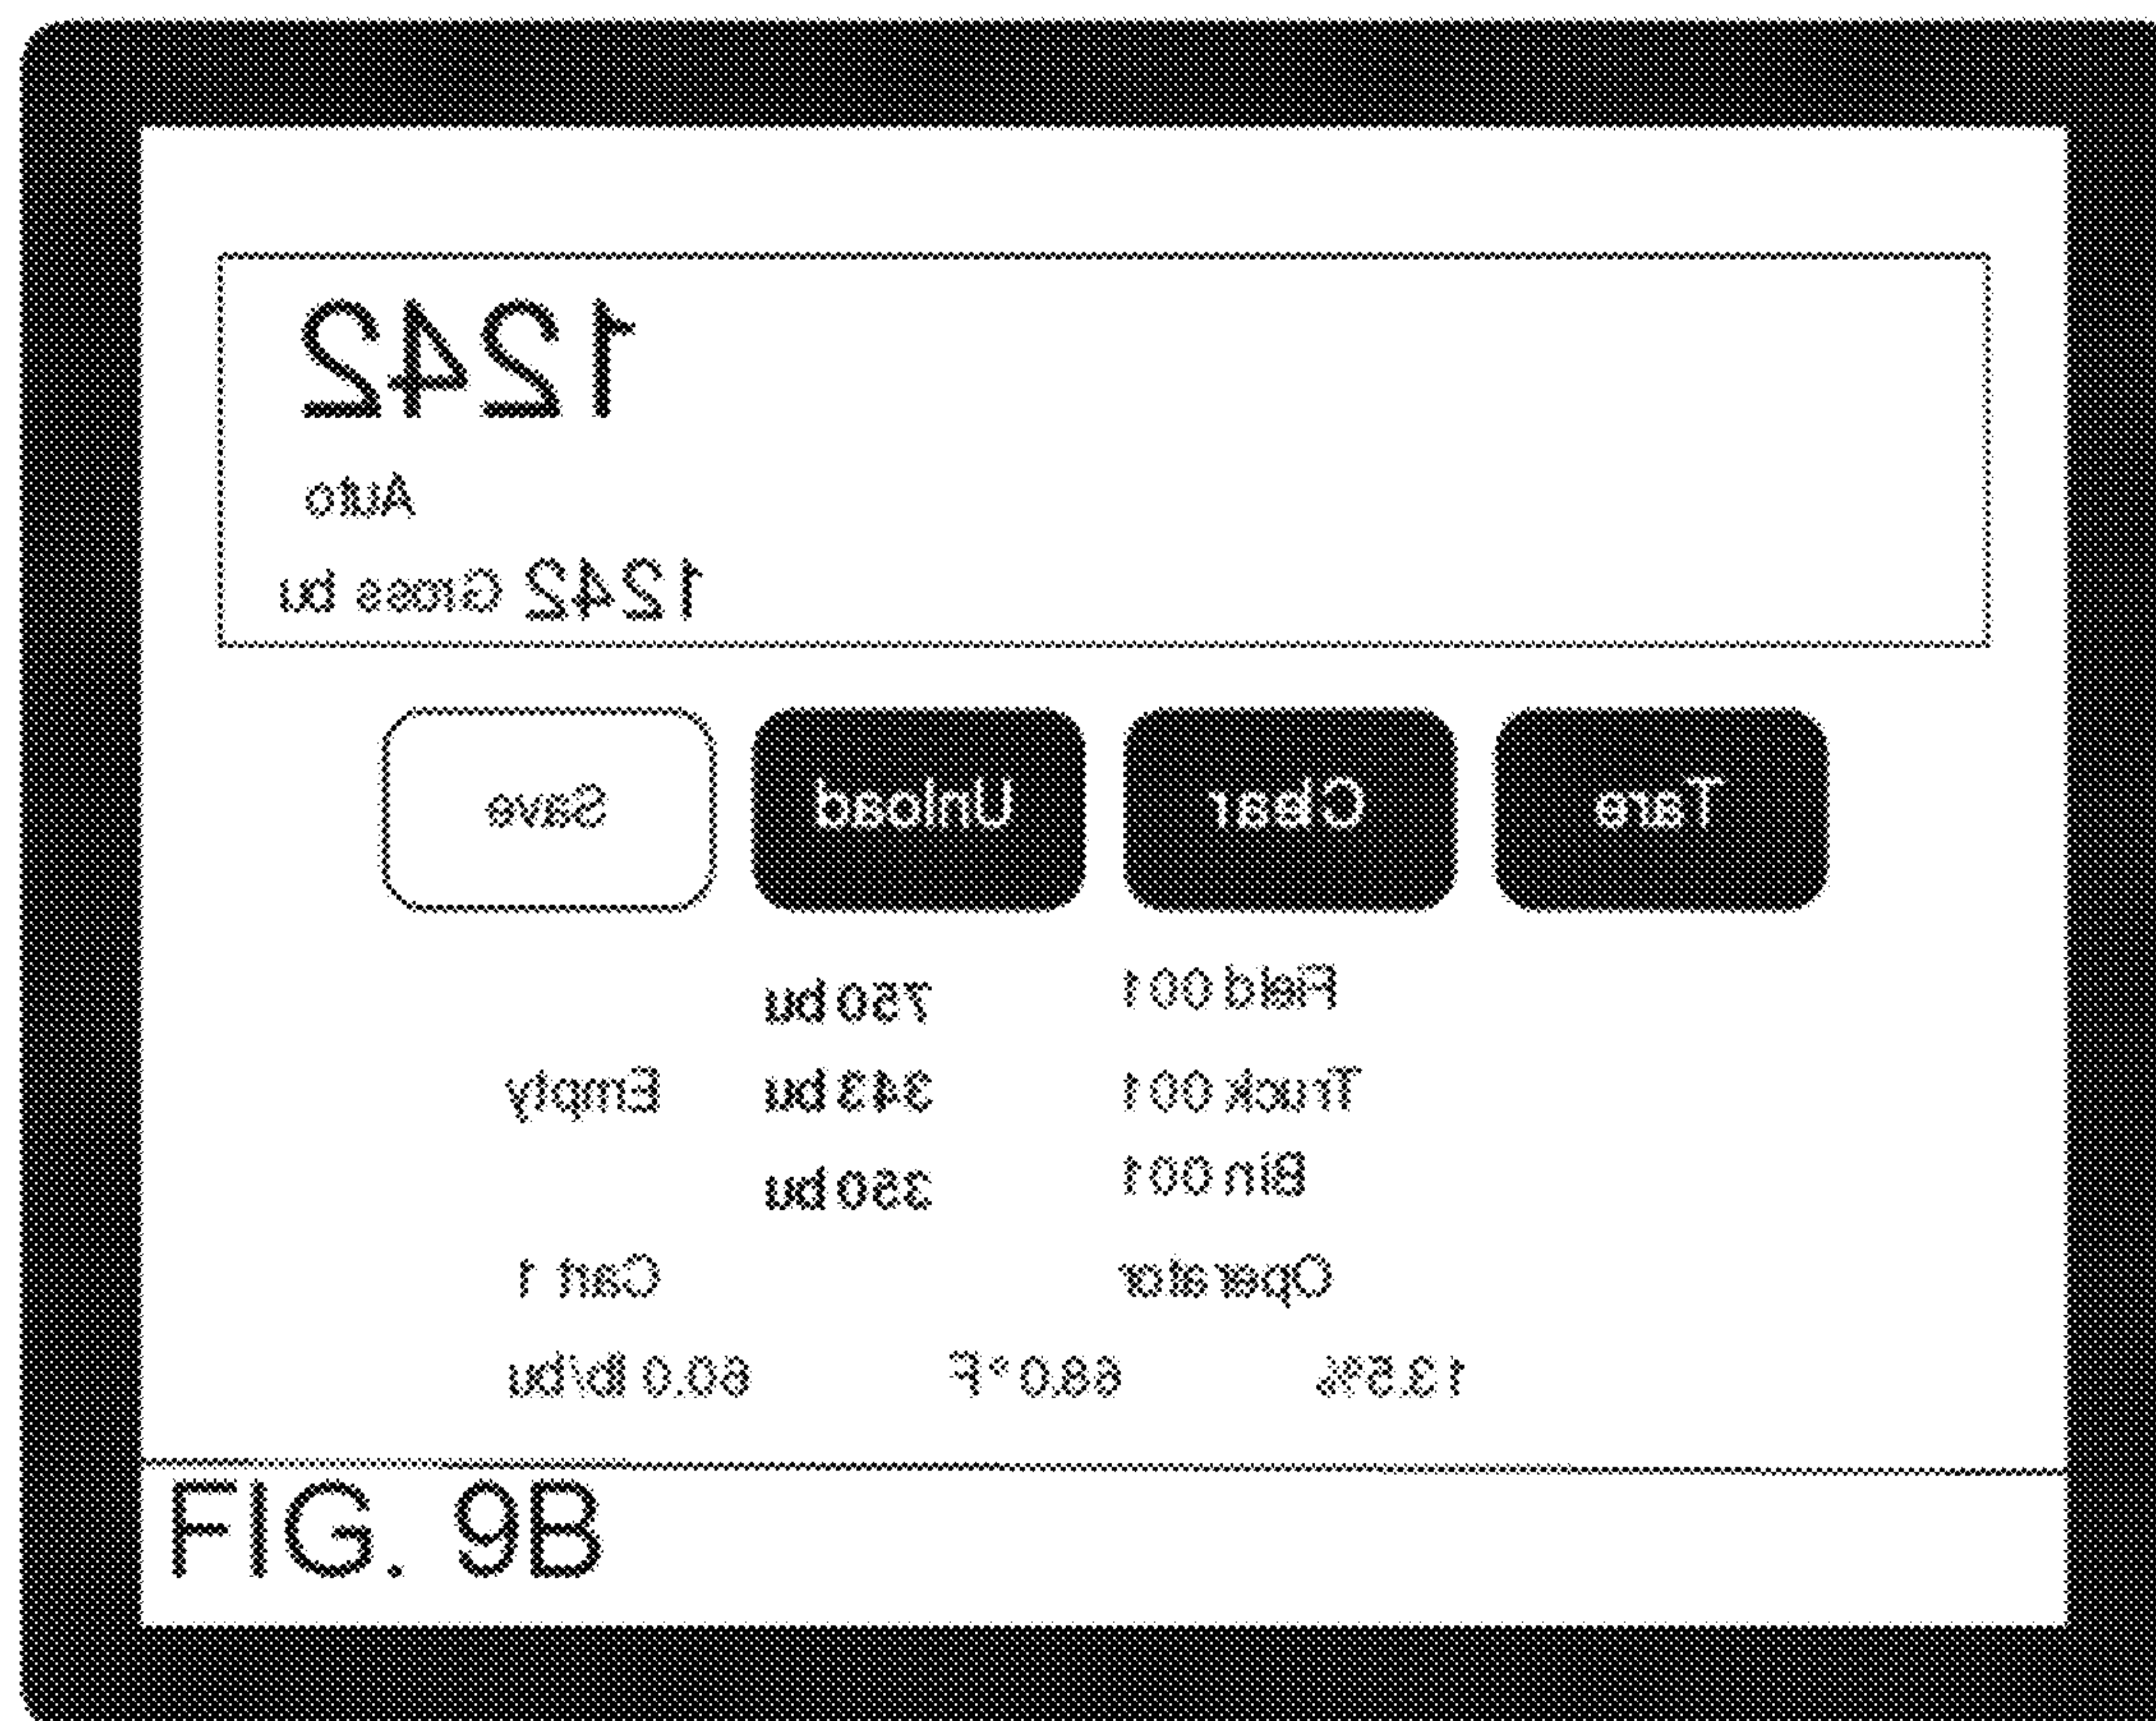 1242
Auto
1242 Gross bu
Tare Clear Unload Save
Field 001 750 bu
Truck 001 343 bu Empty
Bin 001 350 bu
Operator Cart 1
13.5% 68.0 °F 60.0 lb/bu
FIG. 9B